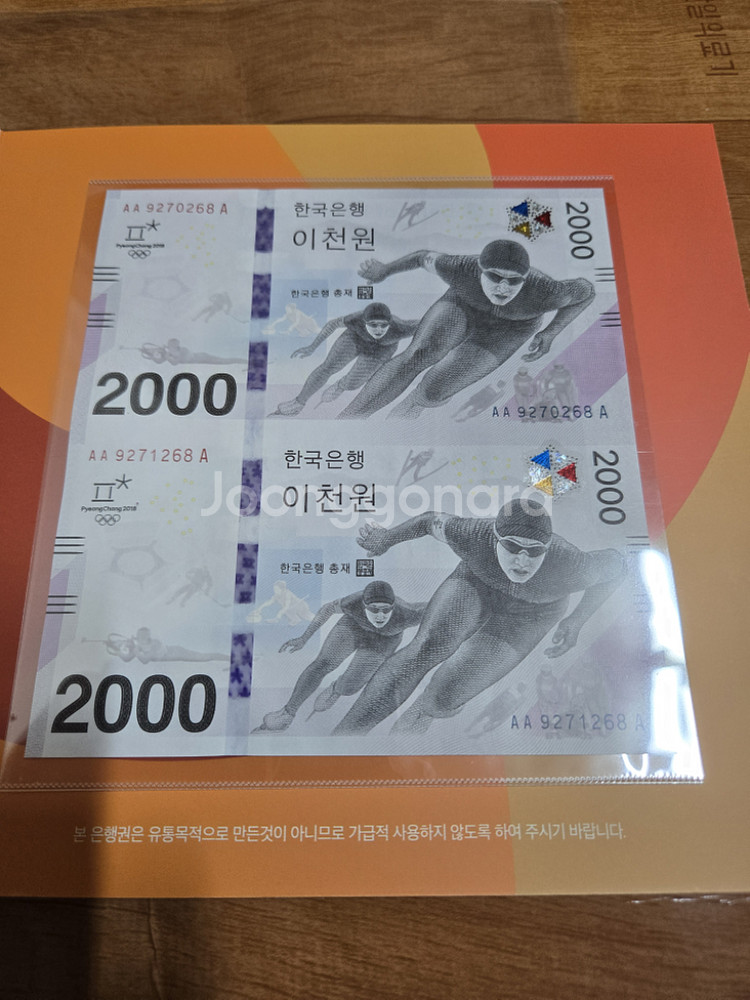 일의 표기
AA 9270268 A
한국은행
이천원
2000
PyeongChang 2018
한국은행 총재
2000
AA 9270268 A
AA 9271268 A
한국은행
이천원
2000
PyeongChang 2018
Joonggonara
한국은행 총재
2000
AA 9271268 A
본 은행권은 유통목적으로 만든것이 아니므로 가급적 사용하지 않도록 하여 주시기 바랍니다.